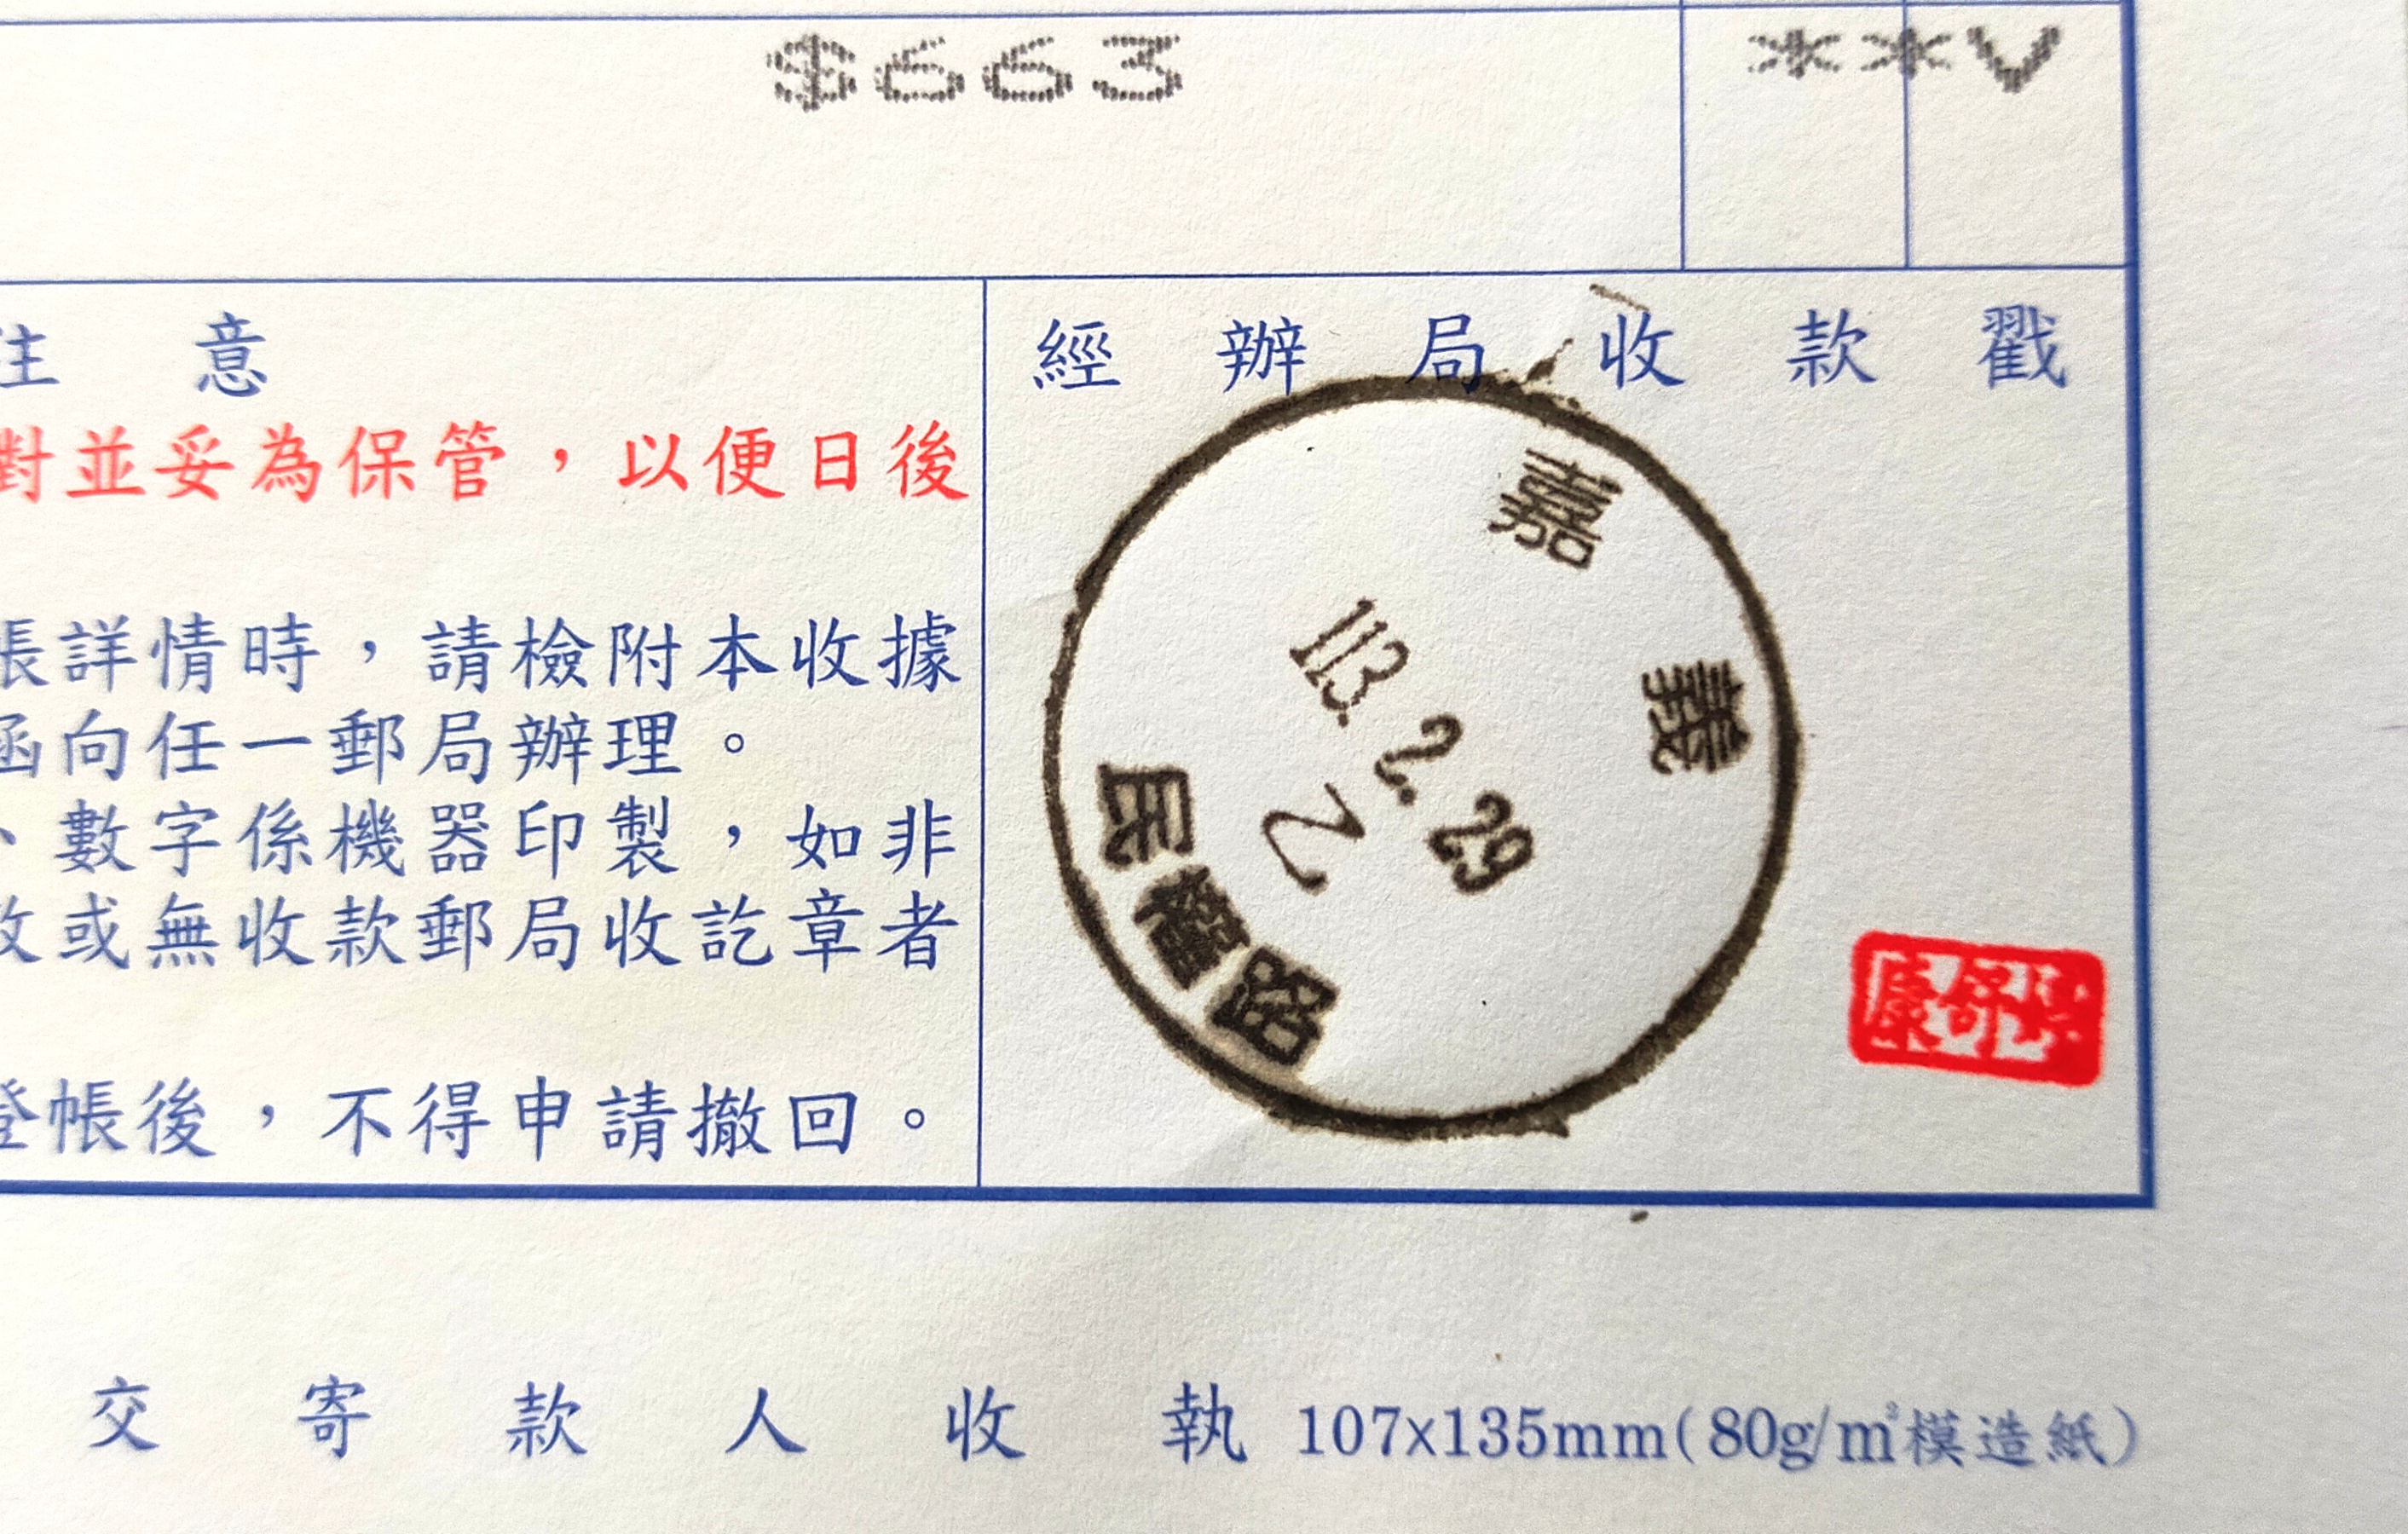 $663 **V
注意
經辦局收款戳
對並妥為保管，以便日後
帳詳情時，請檢附本收據
函向任一郵局辦理。
、數字係機器印製，如非
改或無收款郵局收訖章者
登帳後，不得申請撤回。
嘉義
113. 2. 29
乙
民權路
交寄款人收執 107x135mm(80g/m²模造紙)